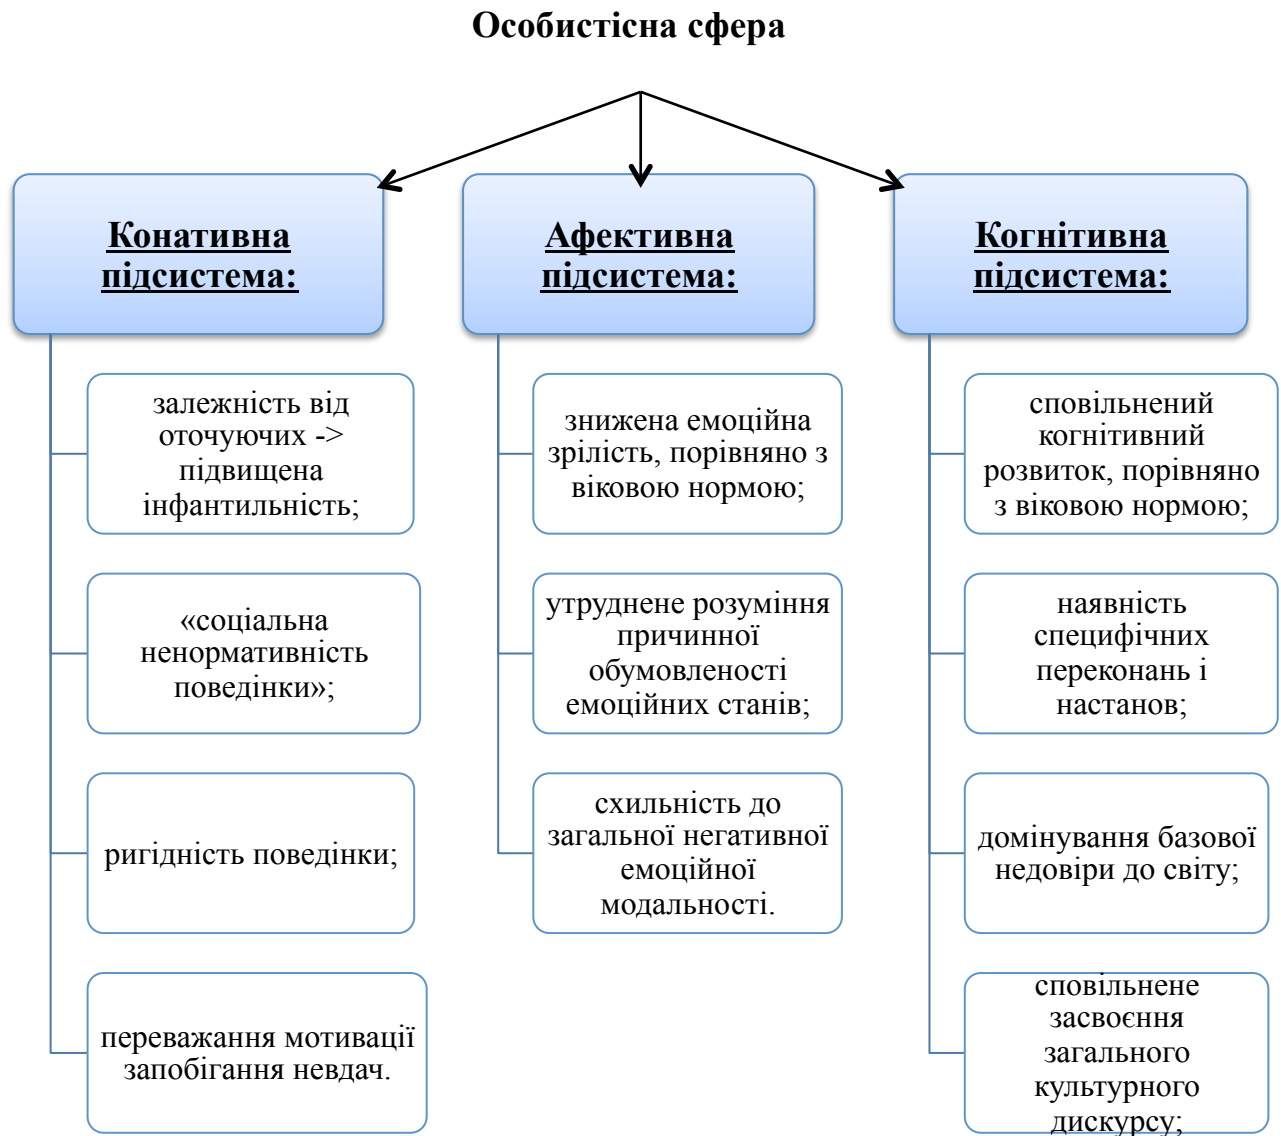 Особистісна сфера
Конативна
підсистема:
залежність від
оточуючих ->
підвищена
інфантильність;
«соціальна
ненормативність
поведінки»;
ригідність поведінки;
переважання мотивації
запобігання невдач.
Афективна
підсистема:
знижена емоційна
зрілість, порівняно з
віковою нормою;
утруднене розуміння
причинної
обумовленості
емоційних станів;
схильність до
загальної негативної
емоційної
модальності.
Когнітивна
підсистема:
сповільнений
когнітивний
розвиток, порівняно
з віковою нормою;
наявність
специфічних
переконань і
настанов;
домінування базової
недовіри до світу;
сповільнене
засвоєння
загального
культурного
дискурсу;